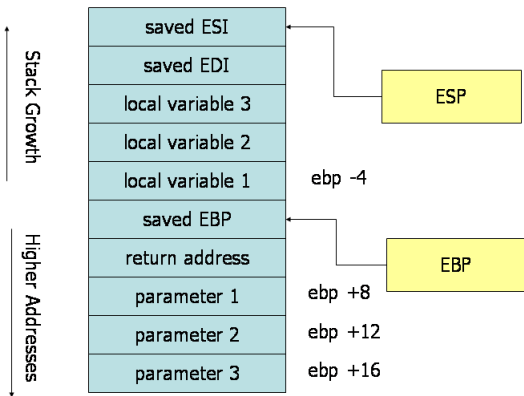 Stack Growth
Higher Addresses
saved ESI
saved EDI
local variable 3
local variable 2
local variable 1
ebp -4
saved EBP
return address
parameter 1
ebp +8
parameter 2
ebp +12
parameter 3
ebp +16
ESP
EBP